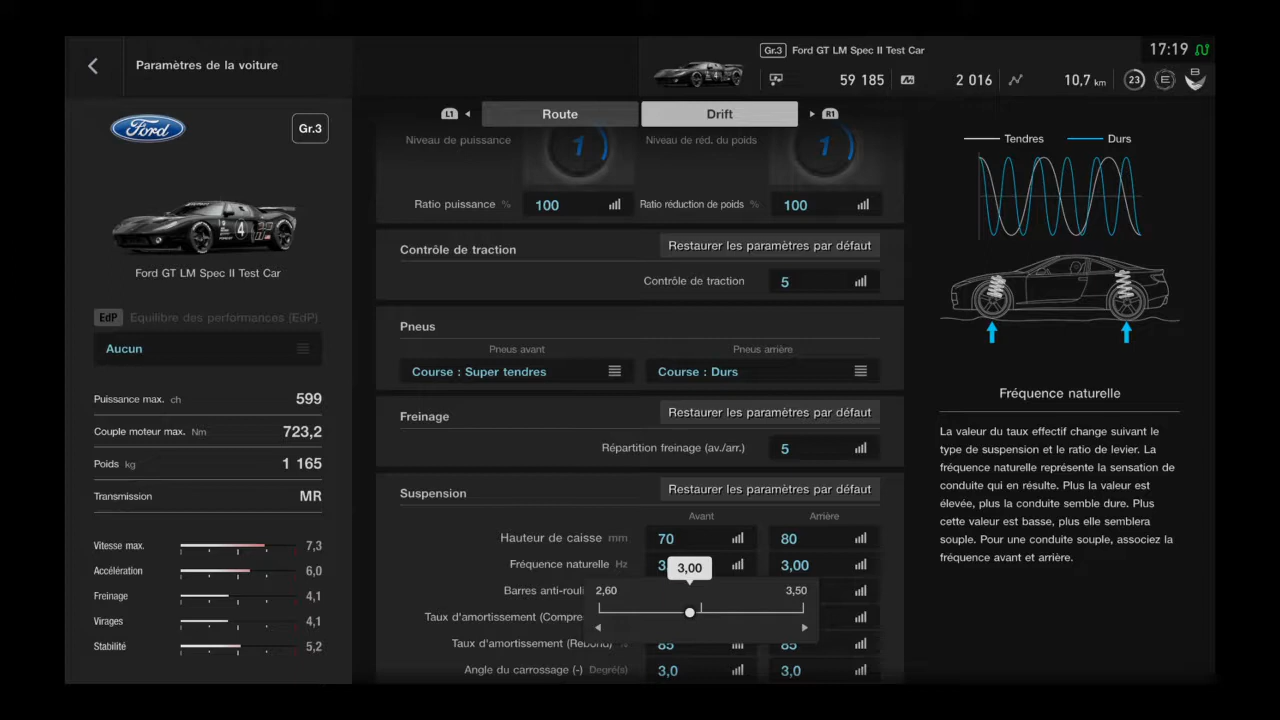 17:19
Paramètres de la voiture
Gr.3 Ford GT LM Spec II Test Car
59 185 2 016 10,7 km 23 E B
L1 Route Drift R1
Ford
Gr.3
4
Ford GT LM Spec II Test Car
EdP Equilibre des performances (EdP)
Aucun
Puissance max. ch 599
Couple moteur max. Nm 723,2
Poids kg 1 165
Transmission MR
Vitesse max. 7,3
Accélération 6,0
Freinage 4,1
Virages 4,1
Stabilité 5,2
Niveau de puissance 1 Niveau de réd. du poids 1
Ratio puissance % 100 Ratio réduction de poids % 100
Contrôle de traction Restaurer les paramètres par défaut
Contrôle de traction 5
Pneus
Pneus avant Pneus arrière
Course : Super tendres Course : Durs
Freinage Restaurer les paramètres par défaut
Répartition freinage (av./arr.) 5
Suspension Restaurer les paramètres par défaut
Avant Arrière
Hauteur de caisse mm 70 80
Fréquence naturelle Hz 3 3,00
3,00
Barres anti-rouli
2,60 3,50
Taux d'amortissement (Compre
Taux d'amortissement (Rebond) % 85 85
Angle du carrossage (-) Degré(s) 3,0 3,0
Tendres Durs
Fréquence naturelle
La valeur du taux effectif change suivant le
type de suspension et le ratio de levier. La
fréquence naturelle représente la sensation de
conduite qui en résulte. Plus la valeur est
élevée, plus la conduite semble dure. Plus
cette valeur est basse, plus elle semblera
souple. Pour une conduite souple, associez la
fréquence avant et arrière.